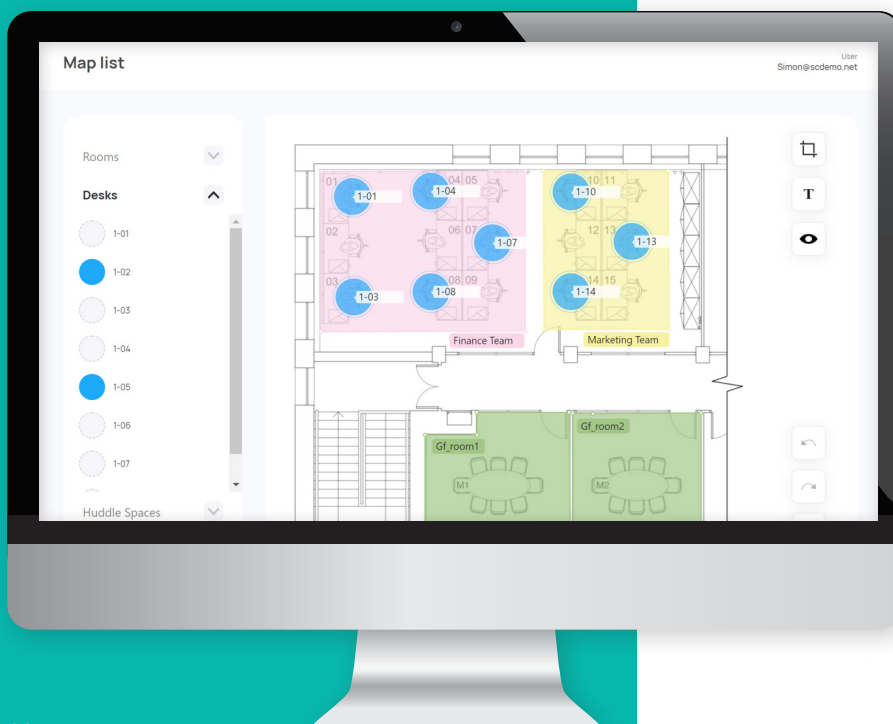 Map list
User
Simon@scdemo.net
Rooms
Desks
1-01
1-02
1-03
1-04
1-05
1-06
1-07
Huddle Spaces
01
04 05
10 11
1-01
1-04
1-10
02
06 07
12 13
1-07
1-13
03
08 09
14 15
1-03
1-08
1-14
Finance Team
Marketing Team
Gf_room1
Gf_room2
M1
M2
T